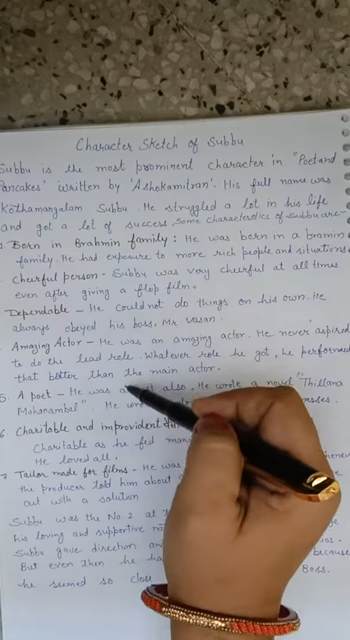 Character Sketch of Subbu
Subbu is the most prominent character in "Poet and
Pancakes" written by 'Ashokamitran'. His full name was
Kothamangalam Subbu. He struggled a lot in his life
and got a lot of success. Some characterstics of Subbu are-
Born in Brahmin family: He was born in a bramin
family. He had exposure to more rich people and situations
Cheerful person - Subbu was very cheerful at all times
even after giving a flop film.
Dependable - He could not do things on his own. He
always obeyed his boss, Mr Vasan.
Amazing Actor - He was an amazing actor. He never aspired
to do the lead role. Whatever role he got, he performed
that better than the main actor.
5. A poet - He was also. He wrote a novel "Thillana
Mohanambal". He
6 Charitable and improvident
Charitable as he fed
He loved all.
7 Tailor made for films - He was
the producer told him about
out with a solution
Subbu was the No. 2 at
his loving and supportive
Subbu gave direction because
But even then he Boss.
he seemed so close